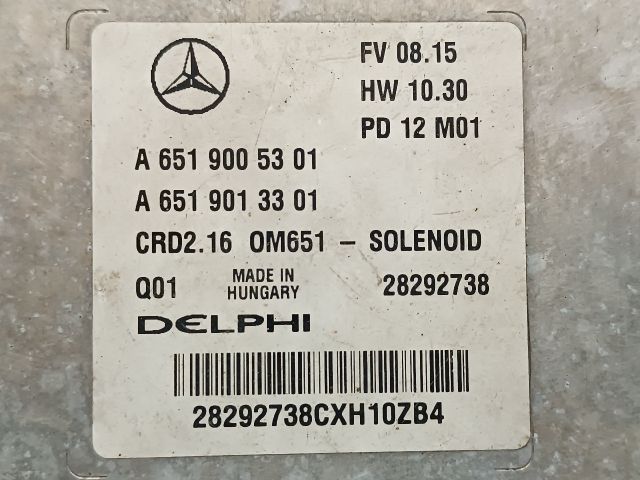 FV 08.15
HW 10.30
PD 12 M01
A 651 900 53 01
A 651 901 33 01
CRD2.16 OM651 - SOLENOID
Q01 MADE IN HUNGARY 28292738
DELPHI
28292738CXH10ZB4